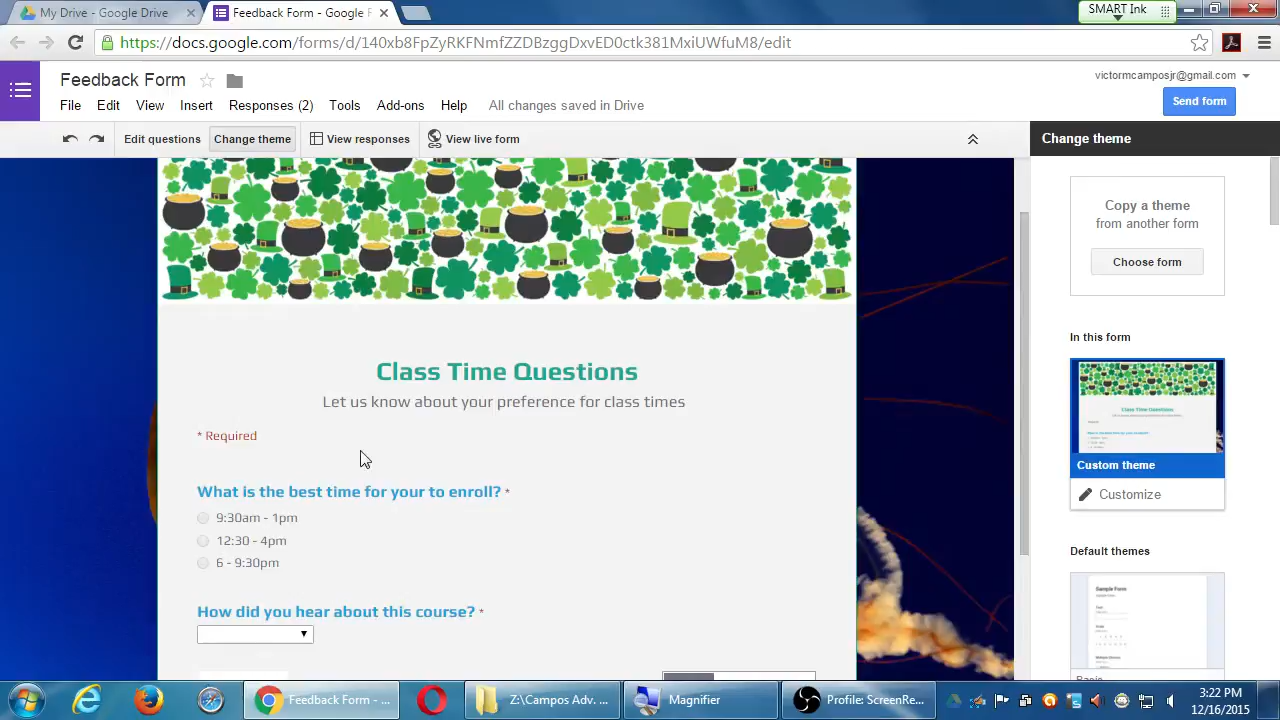 My Drive - Google Drive
Feedback Form - Google F
SMART Ink
https://docs.google.com/forms/d/140xb8FpZyRKFNmfZZDRzggDxvED0ctk381MxiUWfuM8/edit
Feedback Form
victormcamposjr@gmail.com
File Edit View Insert Responses (2) Tools Add-ons Help All changes saved in Drive
Send form
Edit questions Change theme View responses View live form
Change theme
Copy a theme
from another form
Choose form
In this form
Class Time Questions
Let us know about your preference for class times
* Required
What is the best time for your to enroll? *
9:30am - 1pm
12:30 - 4pm
6 - 9:30pm
How did you hear about this course? *
Class Time Questions
Custom theme
Customize
Default themes
Sample Form
Basic
Feedback Form - ...
Z:\Campos Adv. ...
Magnifier
Profile: ScreenRe...
3:22 PM
12/16/2015